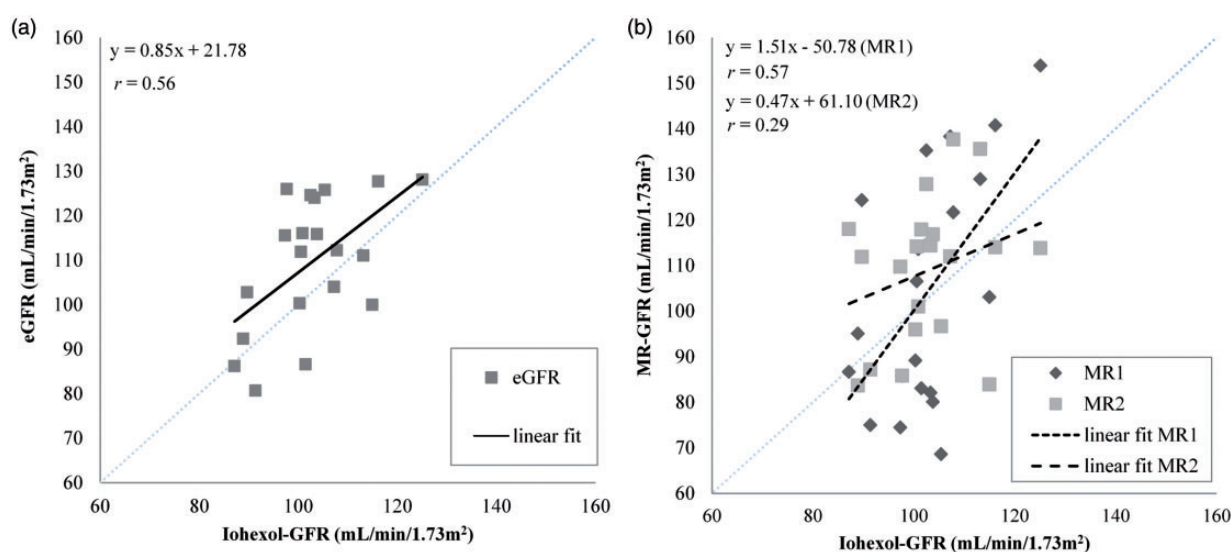 (a)
y = 0.85x + 21.78
r = 0.56
160
150
140
130
120
110
100
90
80
70
60
eGFR (mL/min/1.73m²)
eGFR
linear fit
60 80 100 120 140 160
Iohexol-GFR (mL/min/1.73m²)
(b)
y = 1.51x - 50.78 (MR1)
r = 0.57
y = 0.47x + 61.10 (MR2)
r = 0.29
160
150
140
130
120
110
100
90
80
70
60
MR-GFR (mL/min/1.73m²)
MR1
MR2
linear fit MR1
linear fit MR2
60 80 100 120 140 160
Iohexol-GFR (mL/min/1.73m²)